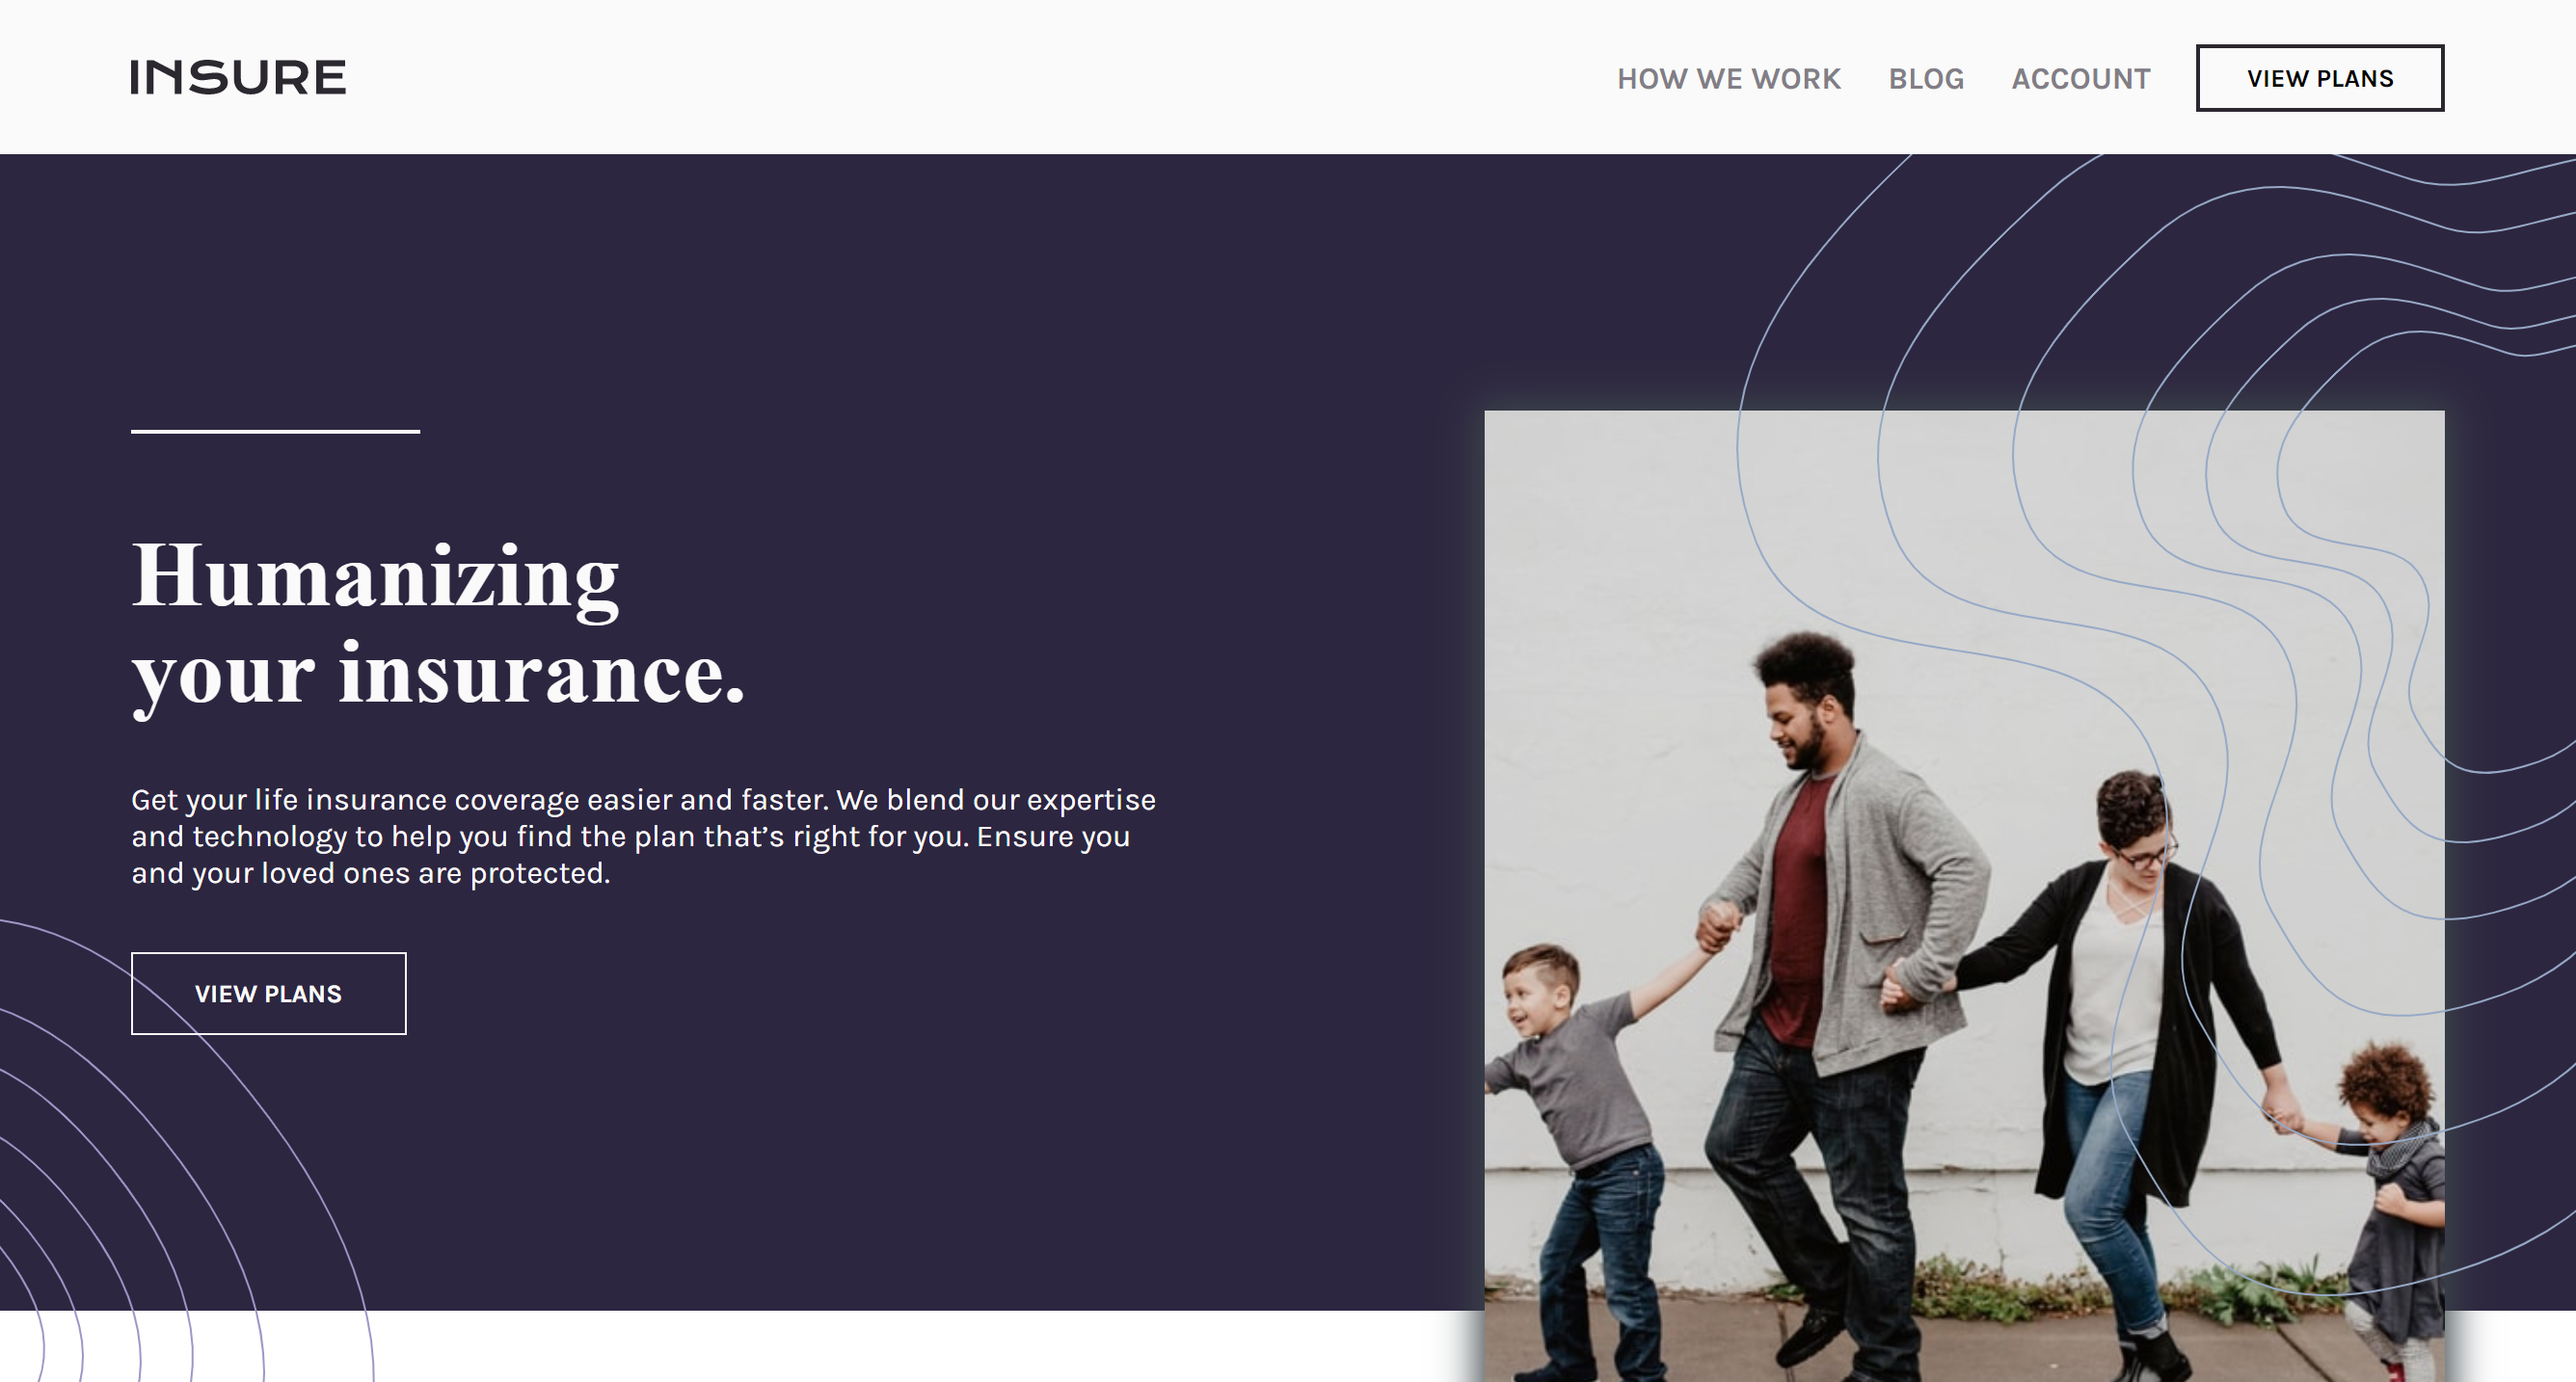 INSURE
HOW WE WORK
BLOG
ACCOUNT
VIEW PLANS
Humanizing
your insurance.
Get your life insurance coverage easier and faster. We blend our expertise
and technology to help you find the plan that’s right for you. Ensure you
and your loved ones are protected.
VIEW PLANS